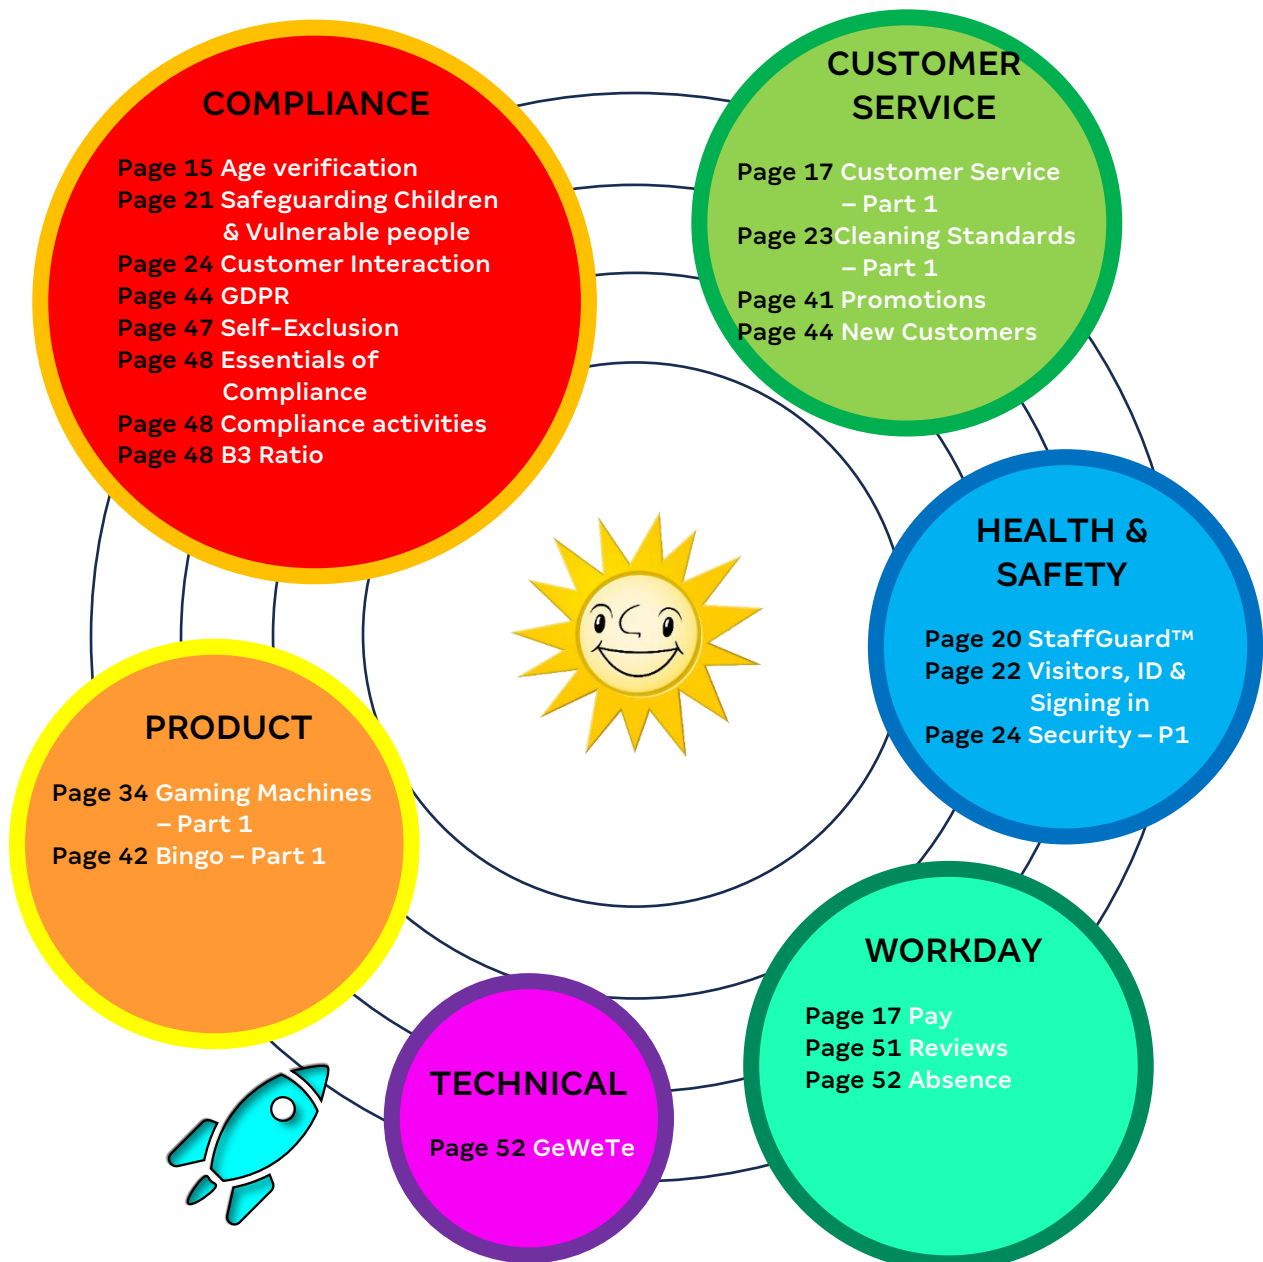 COMPLIANCE
Page 15 Age verification
Page 21 Safeguarding Children
& Vulnerable people
Page 24 Customer Interaction
Page 44 GDPR
Page 47 Self-Exclusion
Page 48 Essentials of
Compliance
Page 48 Compliance activities
Page 48 B3 Ratio
CUSTOMER
SERVICE
Page 17 Customer Service
– Part 1
Page 23Cleaning Standards
– Part 1
Page 41 Promotions
Page 44 New Customers
HEALTH &
SAFETY
Page 20 StaffGuard™
Page 22 Visitors, ID &
Signing in
Page 24 Security – P1
PRODUCT
Page 34 Gaming Machines
– Part 1
Page 42 Bingo – Part 1
WORKDAY
Page 17 Pay
Page 51 Reviews
Page 52 Absence
TECHNICAL
Page 52 GeWeTe